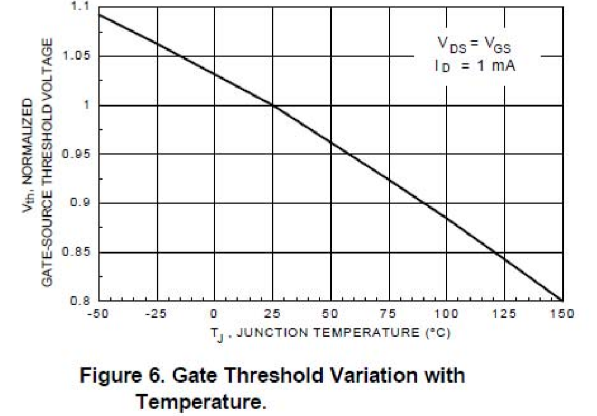 1.1
1.05
1
0.95
0.9
0.85
0.8
Vth, NORMALIZED
GATE-SOURCE THRESHOLD VOLTAGE
VDS = VGS
ID = 1 mA
-50 -25 0 25 50 75 100 125 150
TJ , JUNCTION TEMPERATURE (°C)
Figure 6. Gate Threshold Variation with
Temperature.